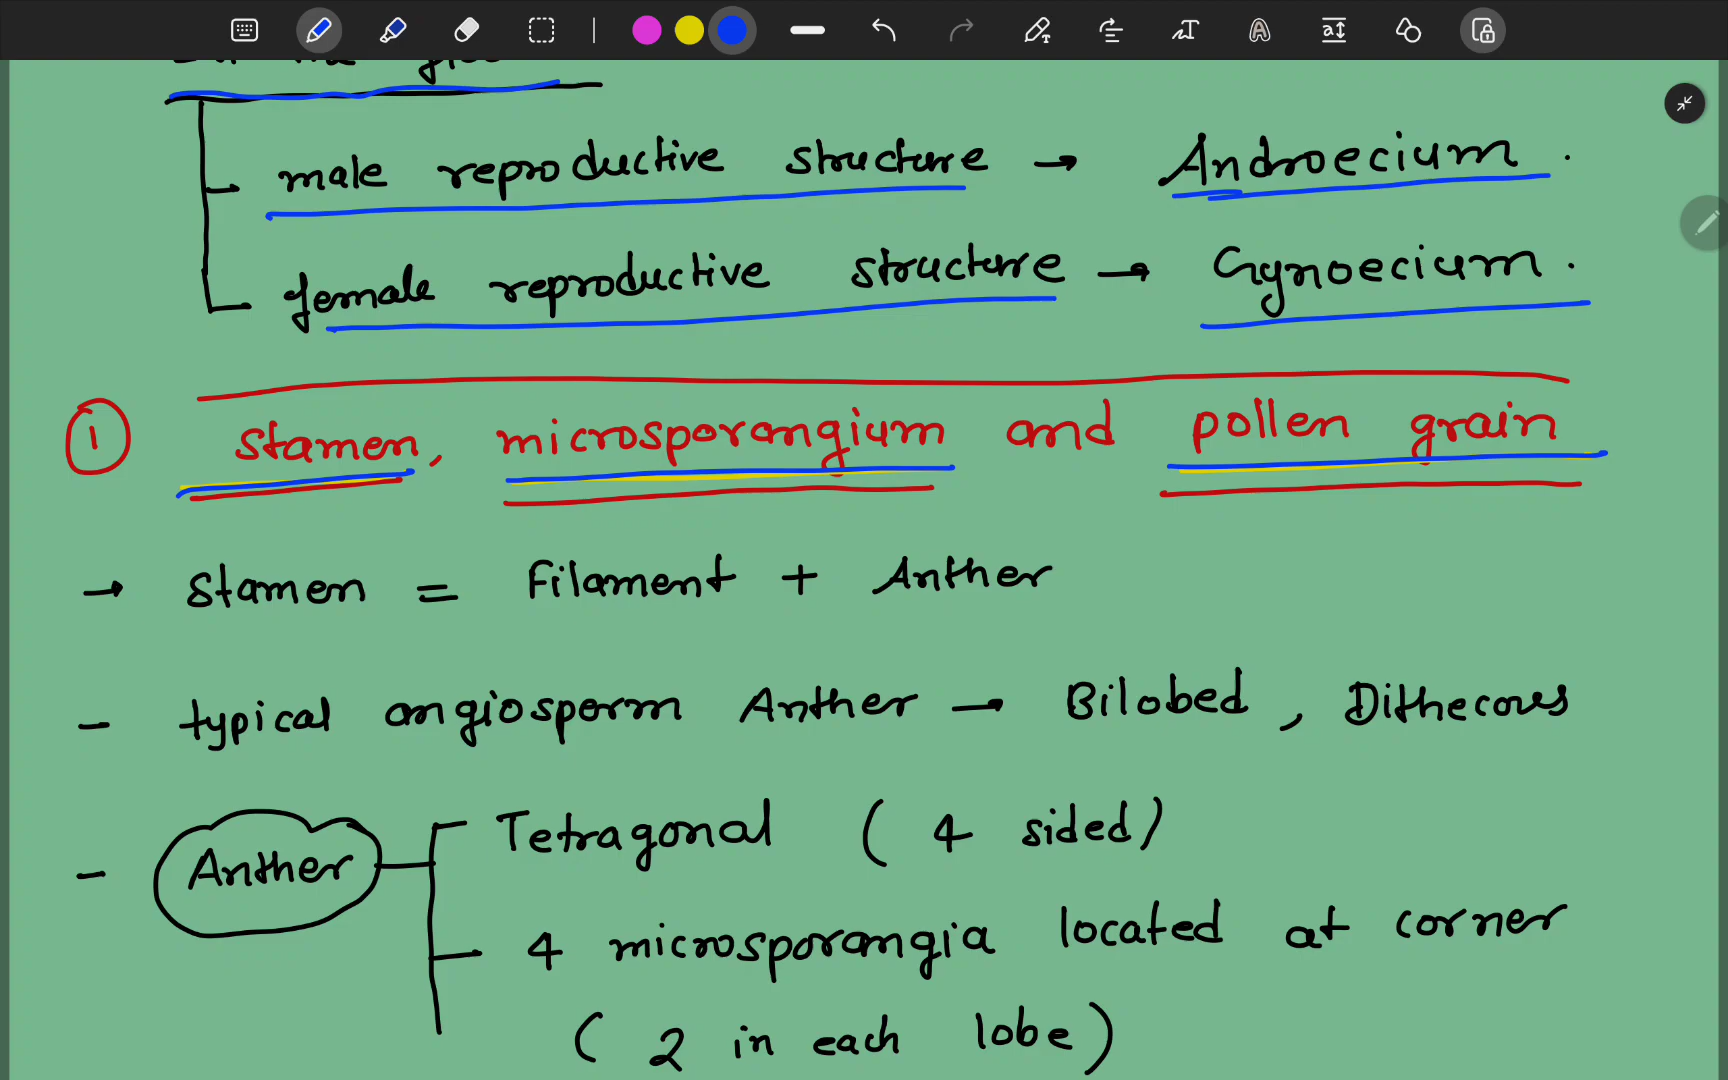 male reproductive structure → Androecium .
female reproductive structure → Gynoecium .
① stamen, microsporangium and pollen grain
→ Stamen = Filament + Anther
- typical angiosperm Anther → Bilobed , Dithecous
- Anther Tetragonal ( 4 sided)
4 microsporangia located at corner
( 2 in each lobe)